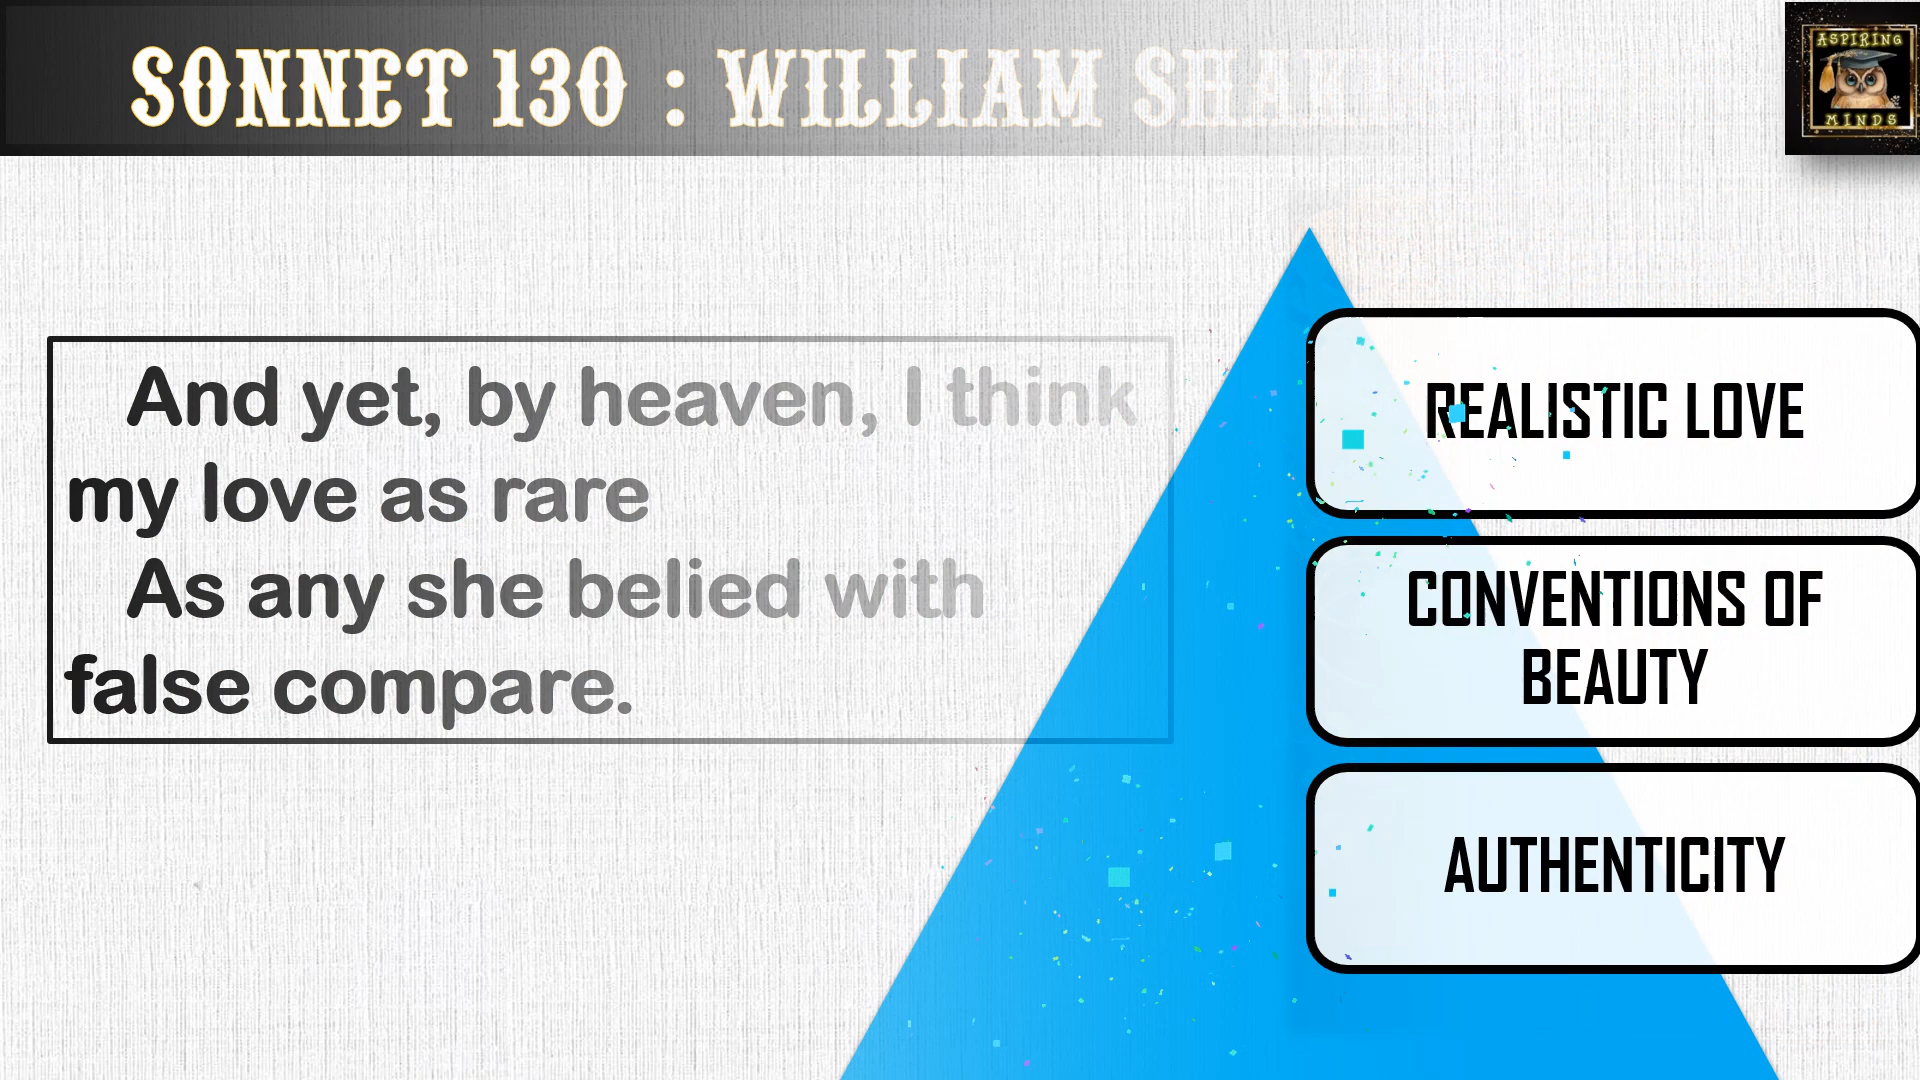 SONNET 130 : WILLIAM
ASPIRING
MINDS
And yet, by heaven, I think
my love as rare
As any she belied with
false compare.
REALISTIC LOVE
CONVENTIONS OF
BEAUTY
AUTHENTICITY